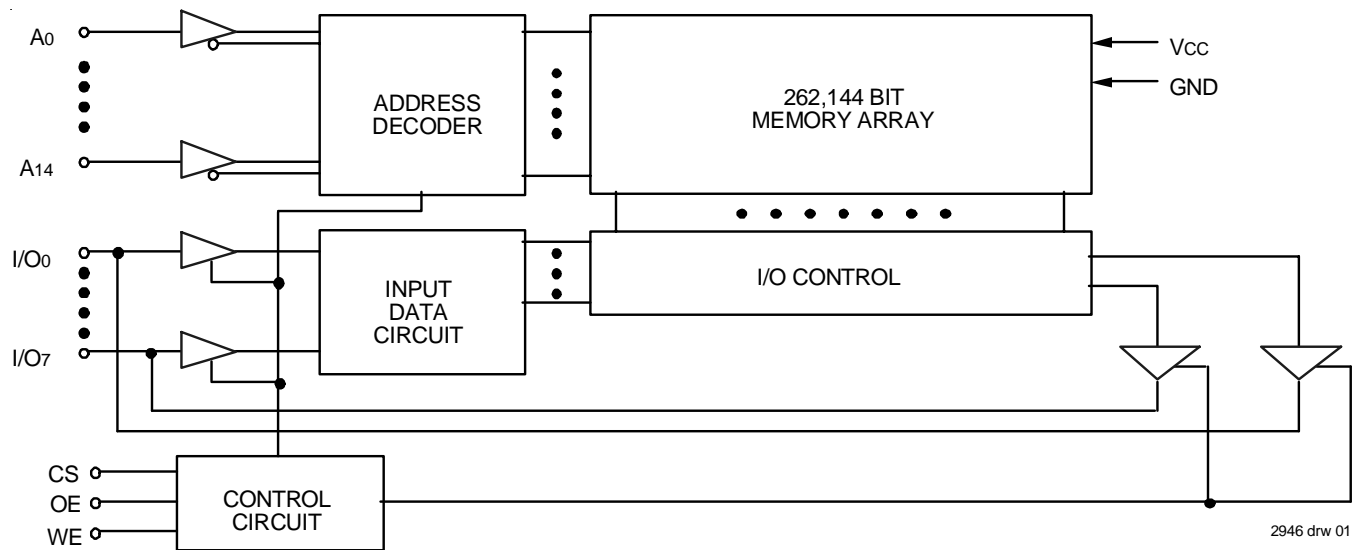 A0
A14
ADDRESS
DECODER
262,144 BIT
MEMORY ARRAY
VCC
GND
I/O0
I/O7
INPUT
DATA
CIRCUIT
I/O CONTROL
CS
OE
WE
CONTROL
CIRCUIT
2946 drw 01